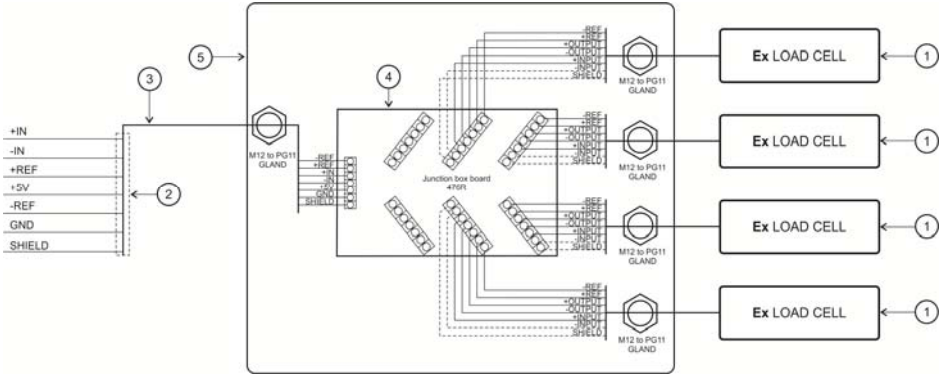 -REF
+REF
+OUTPUT
-OUTPUT
+INPUT
-INPUT
SHIELD
M12 to PG11
GLAND
Ex LOAD CELL
1
5
4
3
+IN
-IN
+REF
+5V
-REF
GND
SHIELD
2
M12 to PG11
GLAND
-REF
+REF
+IN
-IN
+5V
GND
SHIELD
Junction box board
476R
-REF
+REF
+OUTPUT
-OUTPUT
+INPUT
-INPUT
SHIELD
M12 to PG11
GLAND
Ex LOAD CELL
1
-REF
+REF
+OUTPUT
-OUTPUT
+INPUT
-INPUT
SHIELD
M12 to PG11
GLAND
Ex LOAD CELL
1
-REF
+REF
+OUTPUT
-OUTPUT
+INPUT
-INPUT
SHIELD
M12 to PG11
GLAND
Ex LOAD CELL
1